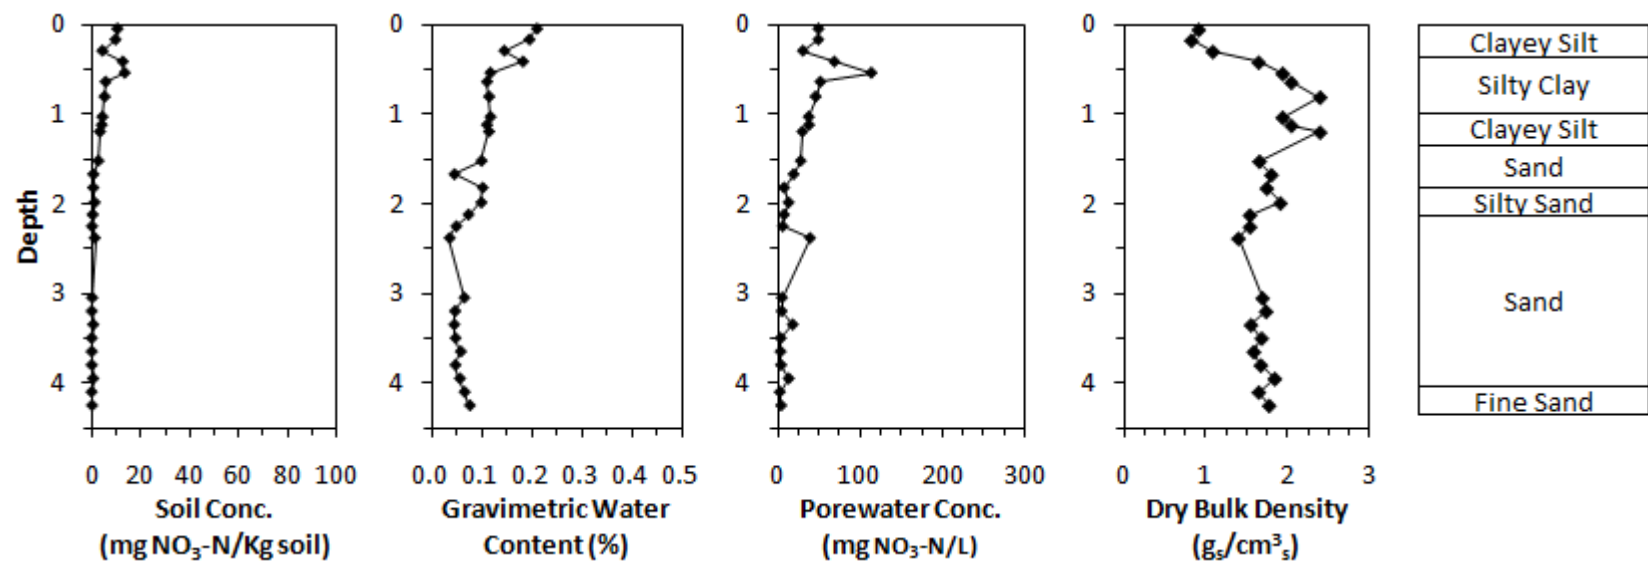 0
1
2
3
4
Depth
0 20 40 60 80 100
Soil Conc.
(mg NO₃-N/Kg soil)
0
1
2
3
4
0.0 0.1 0.2 0.3 0.4 0.5
Gravimetric Water
Content (%)
0
1
2
3
4
0 100 200 300
Porewater Conc.
(mg NO₃-N/L)
0
1
2
3
4
0 1 2 3
Dry Bulk Density
(gₛ/cm³ₛ)
Clayey Silt
Silty Clay
Clayey Silt
Sand
Silty Sand
Sand
Fine Sand